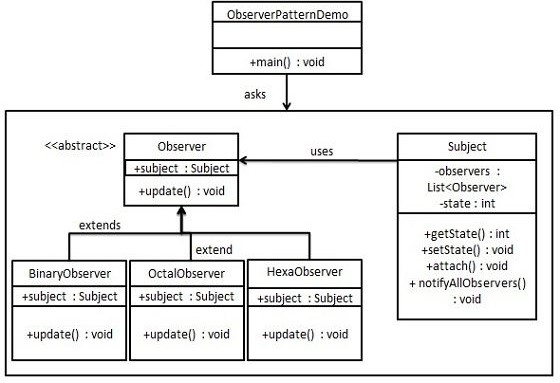 ObserverPatternDemo
+main() : void
asks
<<abstract>>
Observer
+subject : Subject
+update() : void
uses
Subject
-observers :
List<Observer>
-state : int
+getState() : int
+setState() : void
+attach() : void
+ notifyAllObservers()
: void
extends
extend
BinaryObserver
+subject : Subject
+update() : void
OctalObserver
+subject : Subject
+update() : void
HexaObserver
+subject : Subject
+update() : void